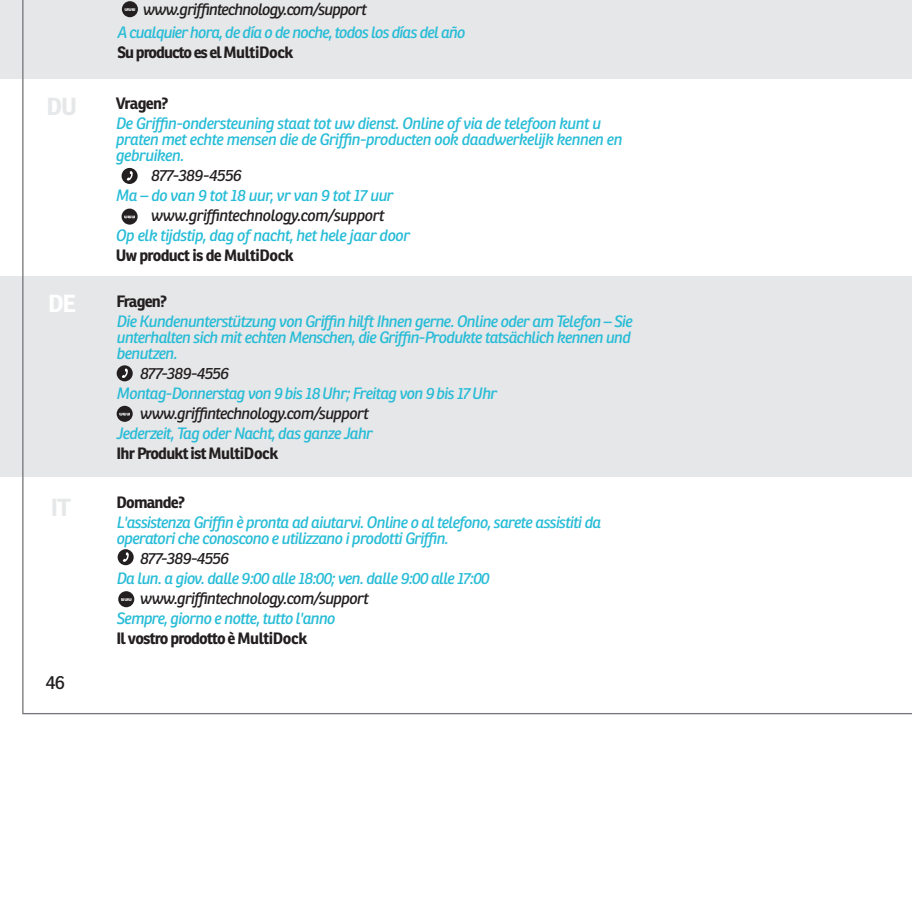 www.griffintechnology.com/support
A cualquier hora, de día o de noche, todos los días del año
Su producto es el MultiDock
DU
Vragen?
De Griffin-ondersteuning staat tot uw dienst. Online of via de telefoon kunt u
praten met echte mensen die de Griffin-producten ook daadwerkelijk kennen en
gebruiken.
877-389-4556
Ma – do van 9 tot 18 uur, vr van 9 tot 17 uur
www.griffintechnology.com/support
Op elk tijdstip, dag of nacht, het hele jaar door
Uw product is de MultiDock
DE
Fragen?
Die Kundenunterstützung von Griffin hilft Ihnen gerne. Online oder am Telefon – Sie
unterhalten sich mit echten Menschen, die Griffin-Produkte tatsächlich kennen und
benutzen.
877-389-4556
Montag-Donnerstag von 9 bis 18 Uhr; Freitag von 9 bis 17 Uhr
www.griffintechnology.com/support
Jederzeit, Tag oder Nacht, das ganze Jahr
Ihr Produkt ist MultiDock
IT
Domande?
L'assistenza Griffin è pronta ad aiutarvi. Online o al telefono, sarete assistiti da
operatori che conoscono e utilizzano i prodotti Griffin.
877-389-4556
Da lun. a giov. dalle 9:00 alle 18:00; ven. dalle 9:00 alle 17:00
www.griffintechnology.com/support
Sempre, giorno e notte, tutto l'anno
Il vostro prodotto è MultiDock
46